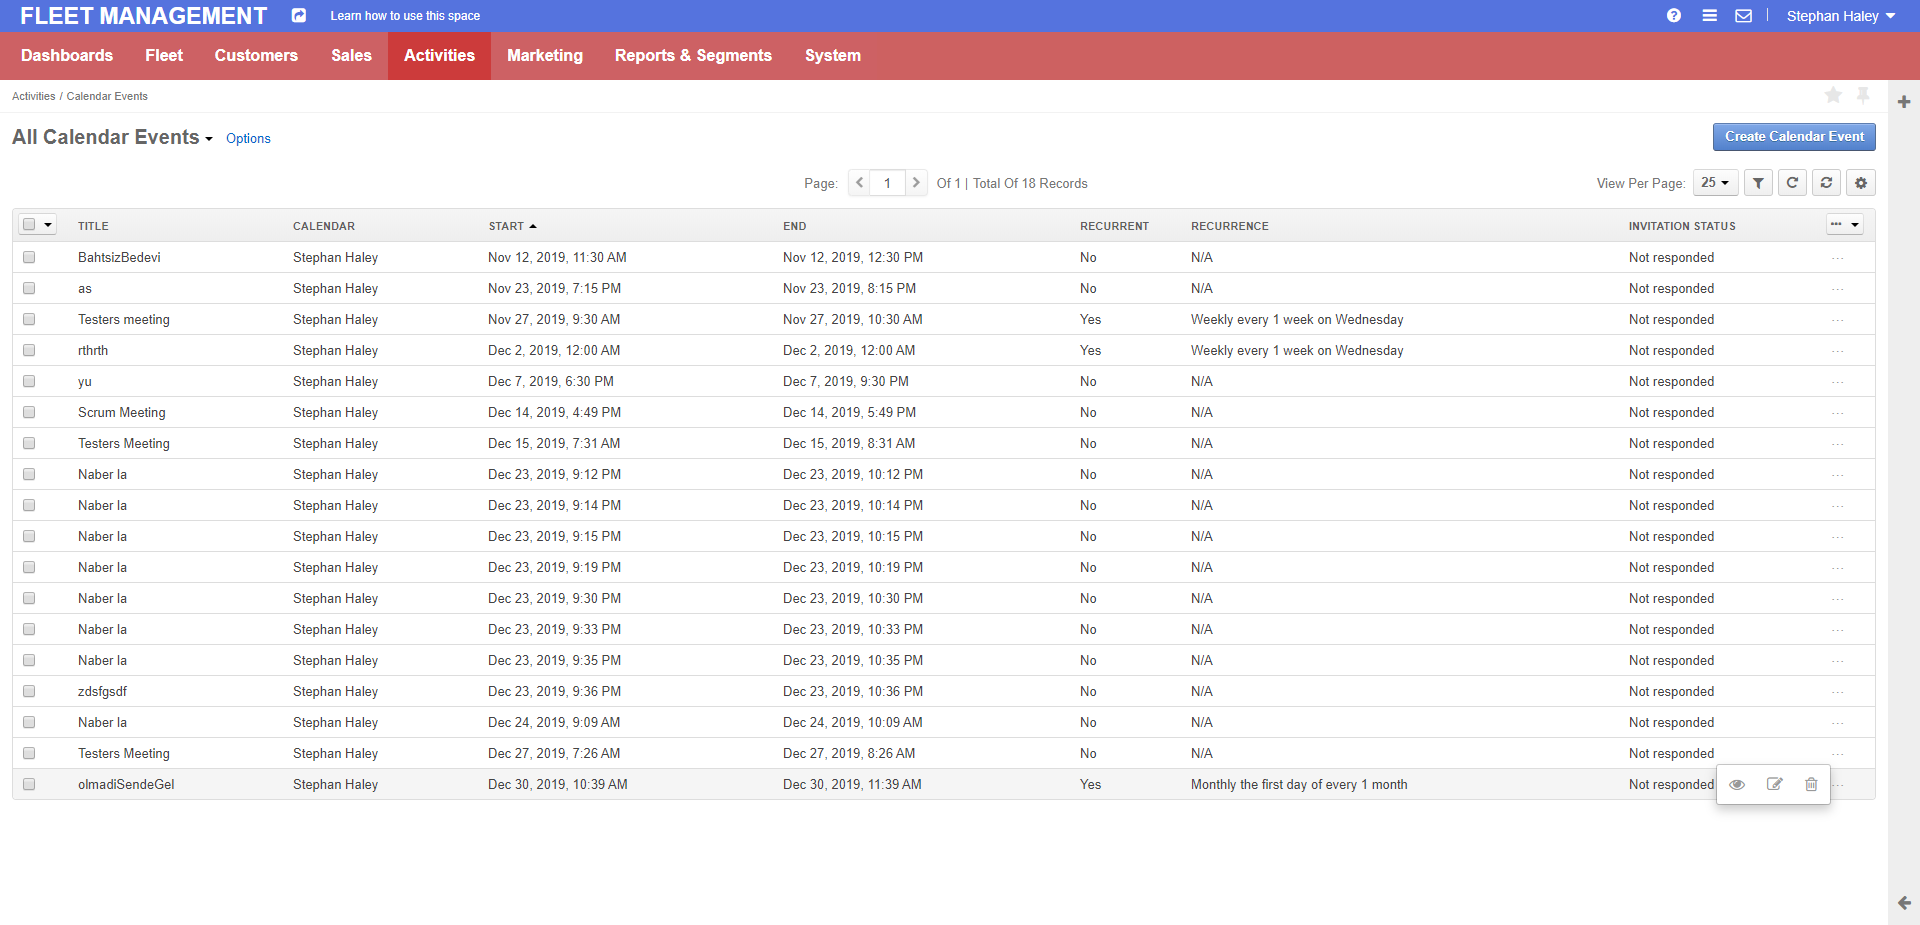 FLEET MANAGEMENT Learn how to use this space Stephan Haley
Dashboards Fleet Customers Sales Activities Marketing Reports & Segments System
Activities / Calendar Events
All Calendar Events Options Create Calendar Event
Page: 1 Of 1 | Total Of 18 Records View Per Page: 25
TITLE CALENDAR START END RECURRENT RECURRENCE INVITATION STATUS
BahtsizBedevi Stephan Haley Nov 12, 2019, 11:30 AM Nov 12, 2019, 12:30 PM No N/A Not responded
as Stephan Haley Nov 23, 2019, 7:15 PM Nov 23, 2019, 8:15 PM No N/A Not responded
Testers meeting Stephan Haley Nov 27, 2019, 9:30 AM Nov 27, 2019, 10:30 AM Yes Weekly every 1 week on Wednesday Not responded
rthrth Stephan Haley Dec 2, 2019, 12:00 AM Dec 2, 2019, 12:00 AM Yes Weekly every 1 week on Wednesday Not responded
yu Stephan Haley Dec 7, 2019, 6:30 PM Dec 7, 2019, 9:30 PM No N/A Not responded
Scrum Meeting Stephan Haley Dec 14, 2019, 4:49 PM Dec 14, 2019, 5:49 PM No N/A Not responded
Testers Meeting Stephan Haley Dec 15, 2019, 7:31 AM Dec 15, 2019, 8:31 AM No N/A Not responded
Naber la Stephan Haley Dec 23, 2019, 9:12 PM Dec 23, 2019, 10:12 PM No N/A Not responded
Naber la Stephan Haley Dec 23, 2019, 9:14 PM Dec 23, 2019, 10:14 PM No N/A Not responded
Naber la Stephan Haley Dec 23, 2019, 9:15 PM Dec 23, 2019, 10:15 PM No N/A Not responded
Naber la Stephan Haley Dec 23, 2019, 9:19 PM Dec 23, 2019, 10:19 PM No N/A Not responded
Naber la Stephan Haley Dec 23, 2019, 9:30 PM Dec 23, 2019, 10:30 PM No N/A Not responded
Naber la Stephan Haley Dec 23, 2019, 9:33 PM Dec 23, 2019, 10:33 PM No N/A Not responded
Naber la Stephan Haley Dec 23, 2019, 9:35 PM Dec 23, 2019, 10:35 PM No N/A Not responded
zdsfgsdf Stephan Haley Dec 23, 2019, 9:36 PM Dec 23, 2019, 10:36 PM No N/A Not responded
Naber la Stephan Haley Dec 24, 2019, 9:09 AM Dec 24, 2019, 10:09 AM No N/A Not responded
Testers Meeting Stephan Haley Dec 27, 2019, 7:26 AM Dec 27, 2019, 8:26 AM No N/A Not responded
olmadiSendeGel Stephan Haley Dec 30, 2019, 10:39 AM Dec 30, 2019, 11:39 AM Yes Monthly the first day of every 1 month Not responded